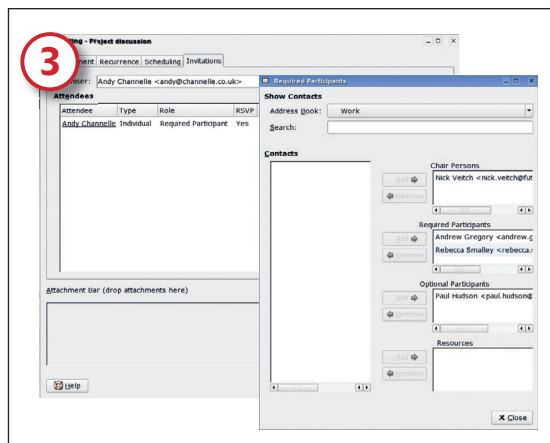 3
ing - Project discussion
ment Recurrence Scheduling Invitations
niser: Andy Channelle <andy@channelle.co.uk>
Attendees
Attendee Type Role RSVP
Andy Channelle Individual Required Participant Yes
Attachment Bar (drop attachments here)
Help
Required Participants
Show Contacts
Address Book: Work
Search:
Contacts
Chair Persons
Add
Remove
Nick Veitch <nick.veitch@fut
Required Participants
Add
Remove
Andrew Gregory <andrew.g
Rebecca Smalley <rebecca.s
Optional Participants
Add
Remove
Paul Hudson <paul.hudson@
Resources
Add
Remove
Close